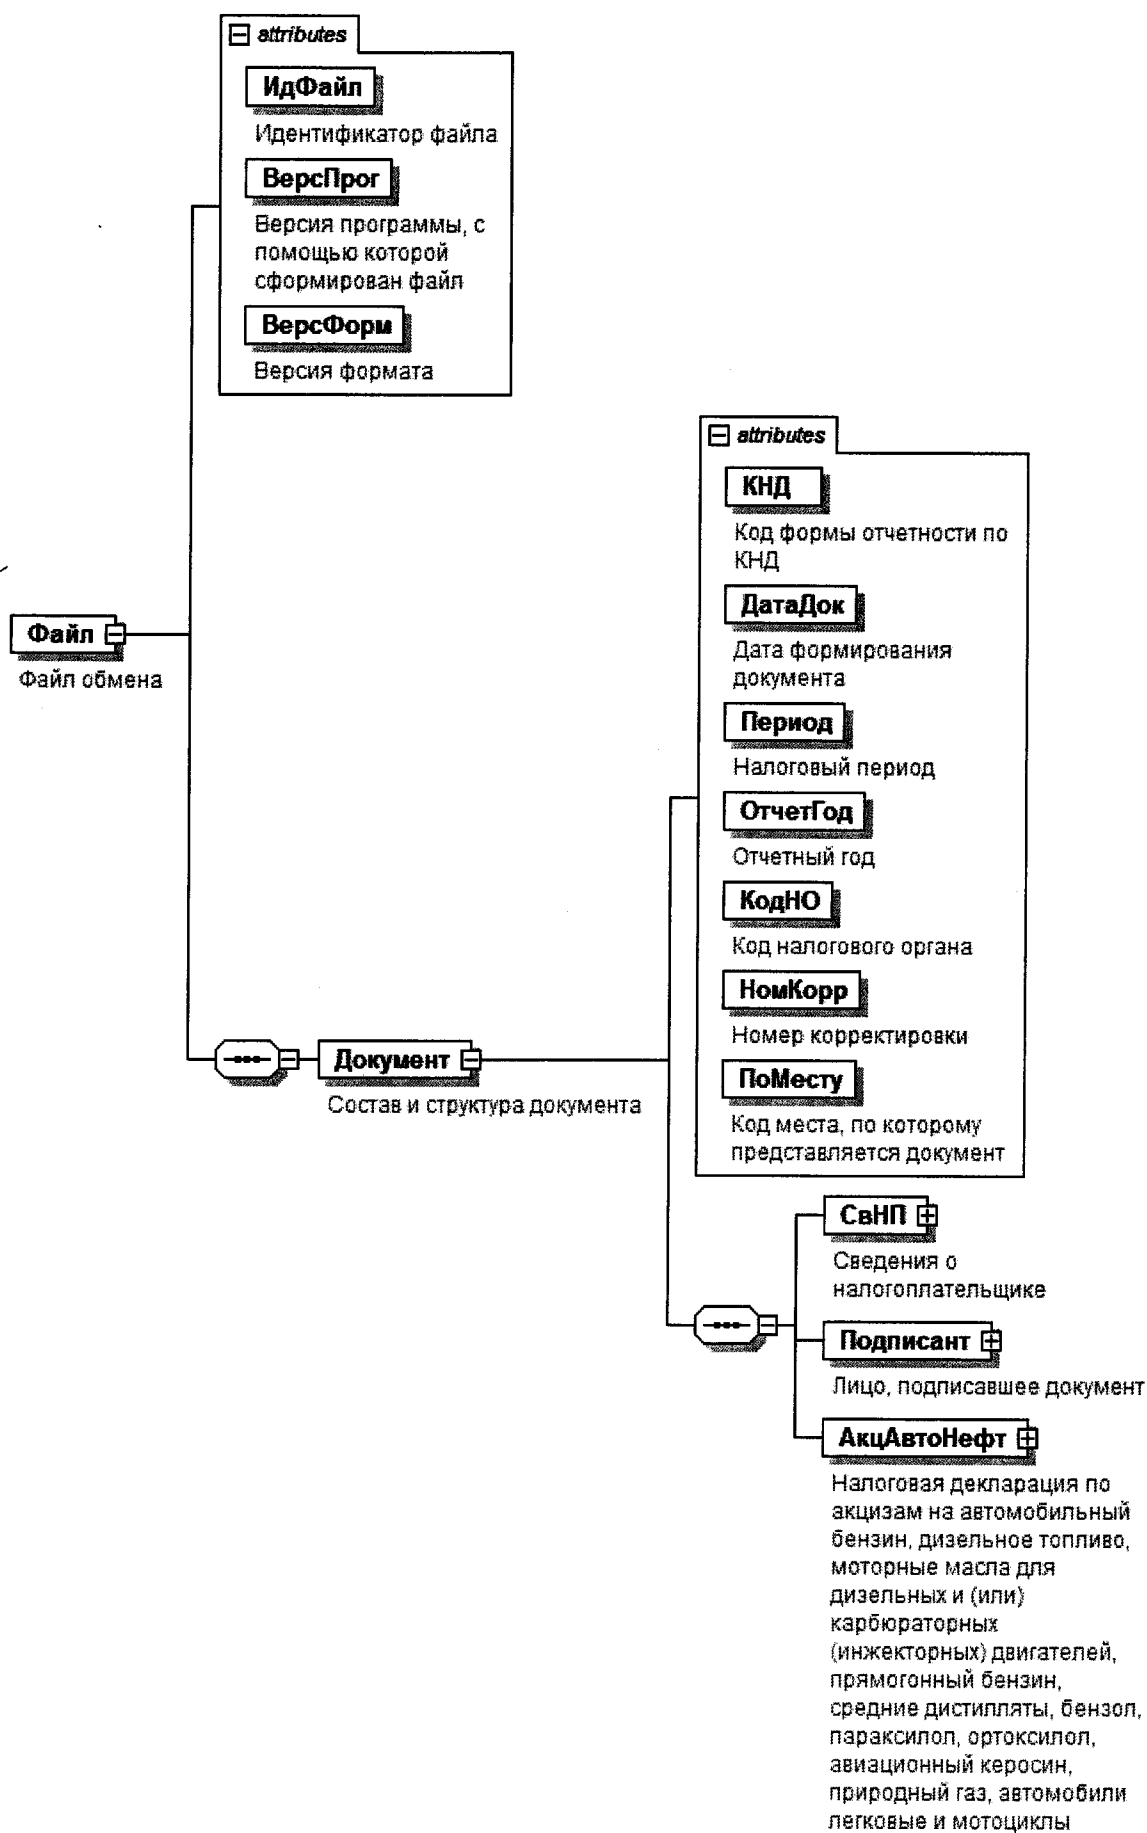 attributes
ИдФайл
Идентификатор файла
ВерсПрог
Версия программы, с
помощью которой
сформирован файл
ВерсФорм
Версия формата
Файл
Файл обмена
Документ
Состав и структура документа
attributes
КНД
Код формы отчетности по
КНД
ДатаДок
Дата формирования
документа
Период
Налоговый период
ОтчетГод
Отчетный год
КодНО
Код налогового органа
НомКорр
Номер корректировки
ПоМесту
Код места, по которому
представляется документ
СвНП
Сведения о
налогоплательщике
Подписант
Лицо, подписавшее документ
АкцАвтоНефт
Налоговая декларация по
акцизам на автомобильный
бензин, дизельное топливо,
моторные масла для
дизельных и (или)
карбюраторных
(инжекторных) двигателей,
прямогонный бензин,
средние дистилляты, бензол,
параксилол, ортоксилол,
авиационный керосин,
природный газ, автомобили
легковые и мотоциклы